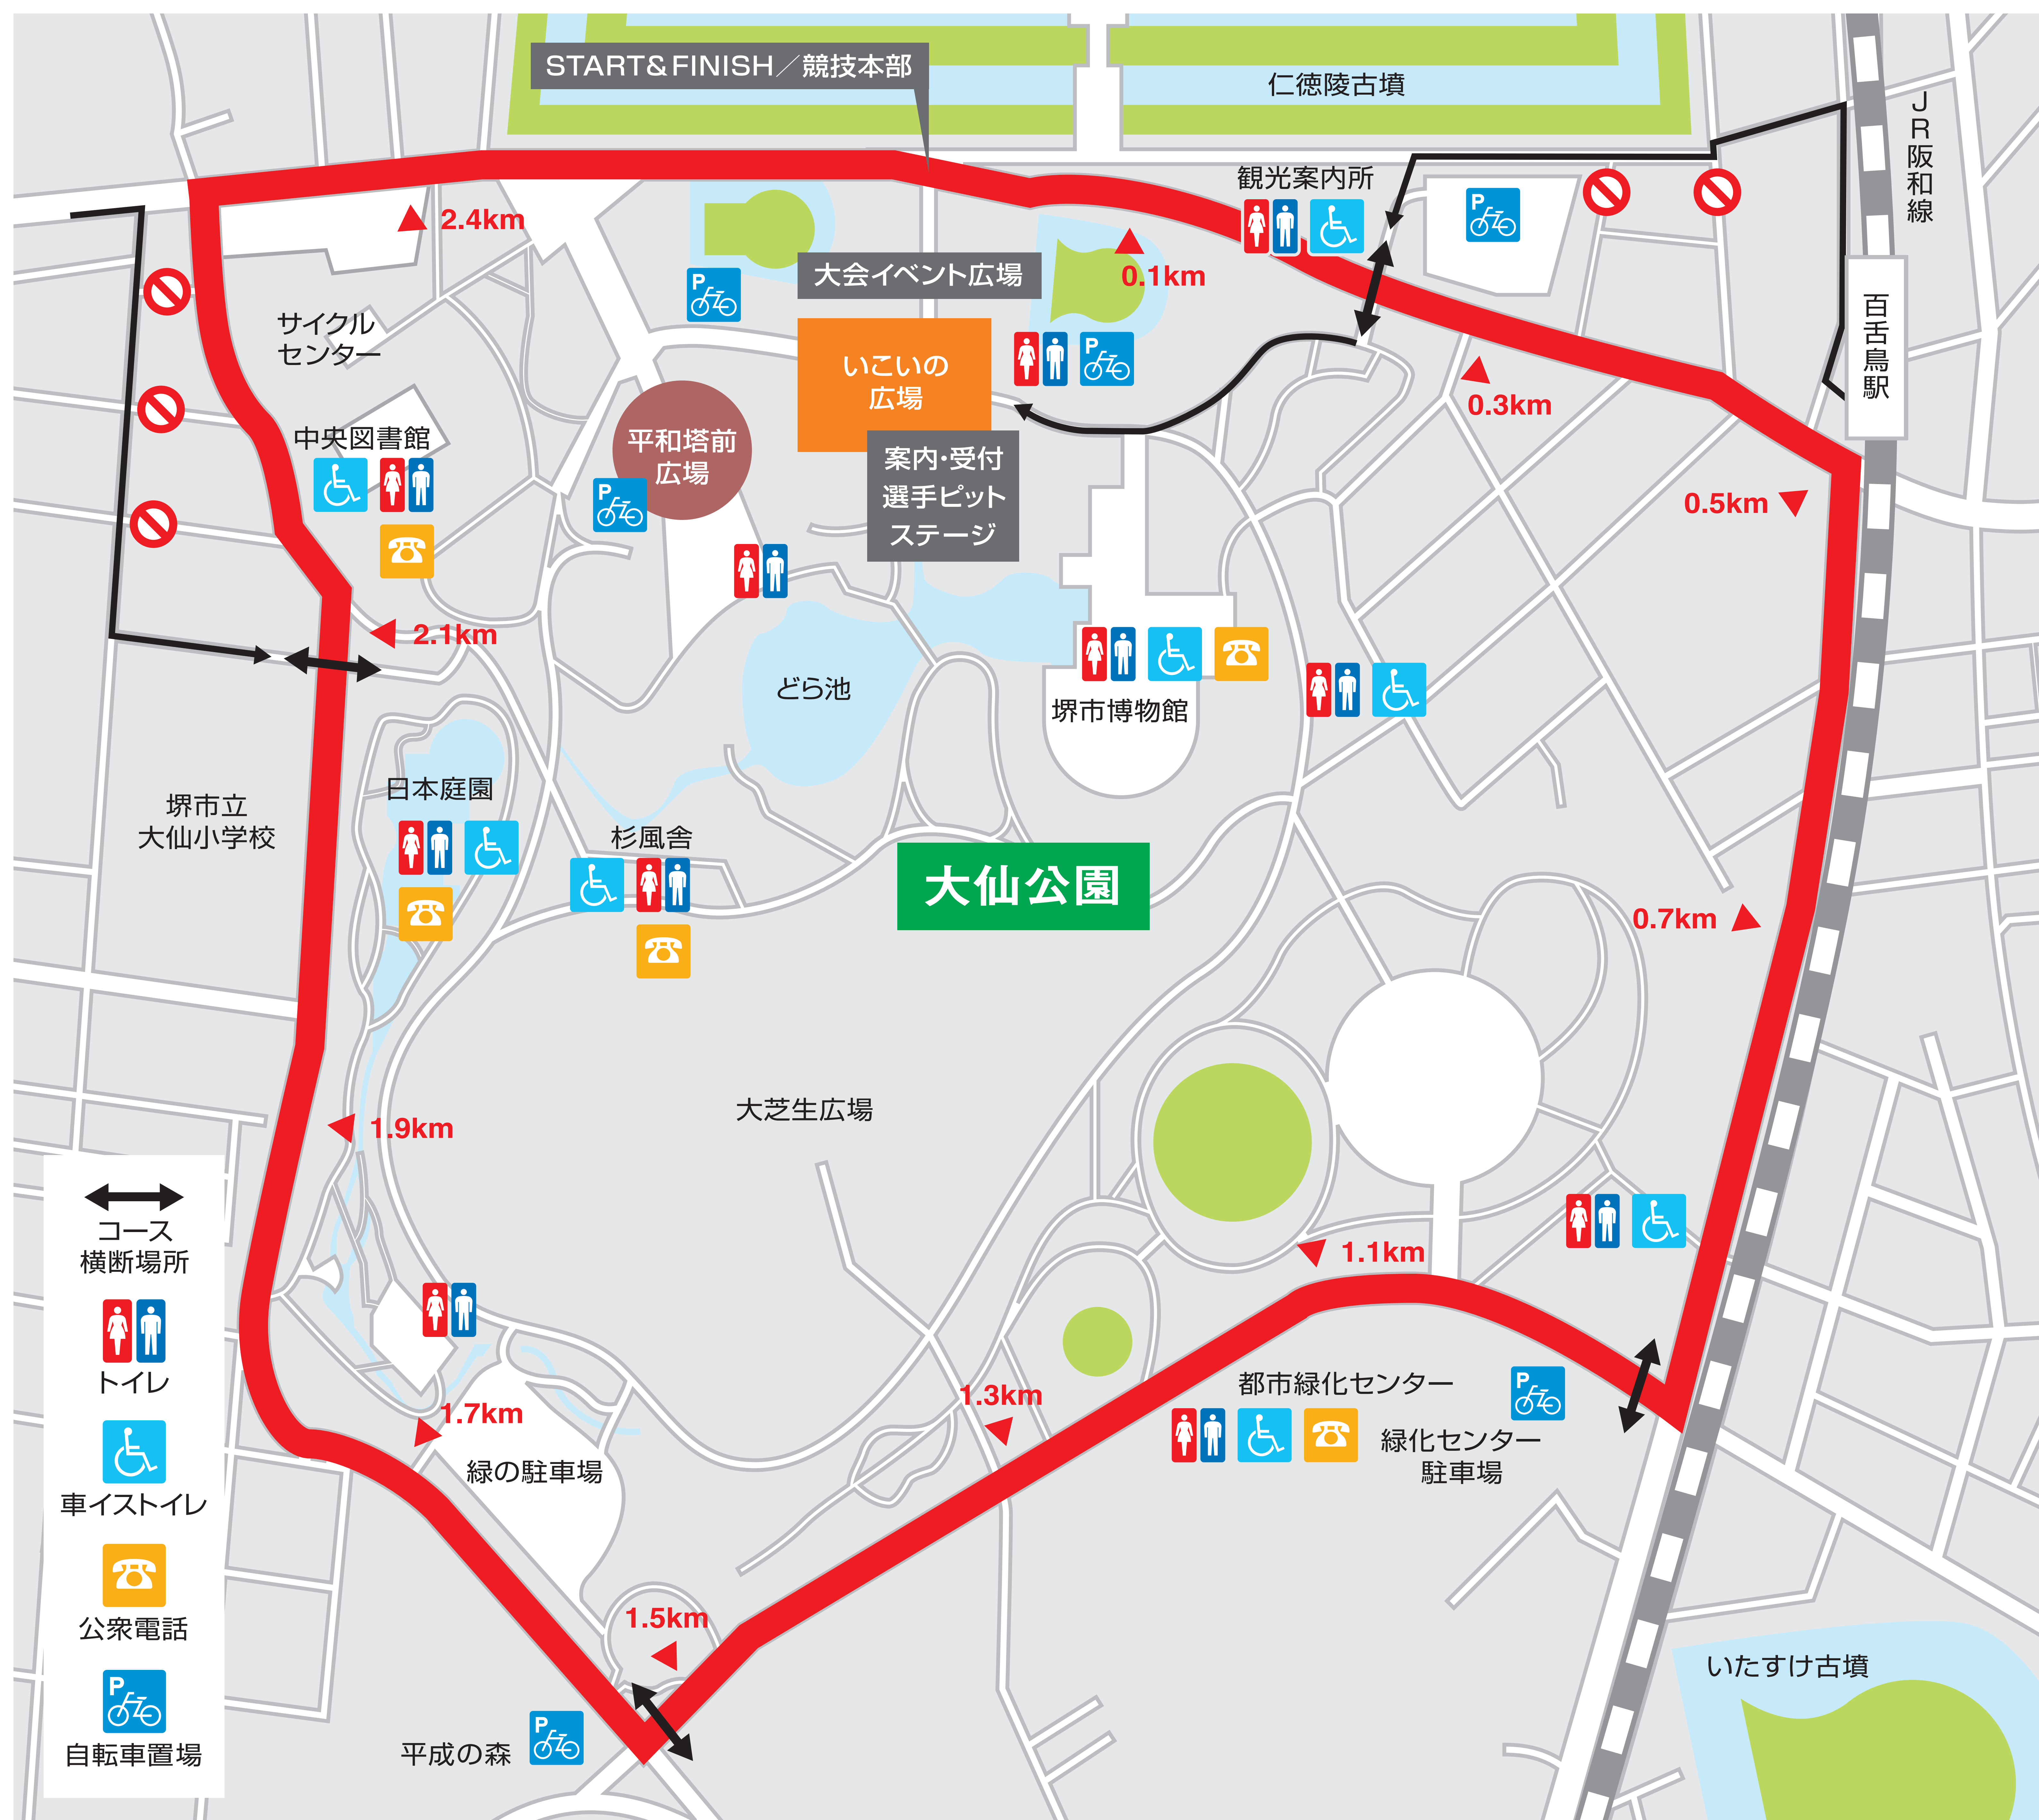 START&FINISH／競技本部
仁徳陵古墳
JR阪和線
観光案内所
P
2.4km
大会イベント広場
0.1km
P
百舌鳥駅
サイクル
センター
いこいの
広場
P
0.3km
中央図書館
平和塔前
広場
P
案内・受付
選手ピット
ステージ
0.5km
2.1km
どら池
堺市博物館
日本庭園
堺市立
大仙小学校
杉風舎
大仙公園
0.7km
大芝生広場
1.9km
コース
横断場所
トイレ
車イストイレ
公衆電話
P
自転車置場
1.1km
1.3km
都市緑化センター
P
緑化センター
駐車場
1.7km
緑の駐車場
1.5km
いたすけ古墳
平成の森
P